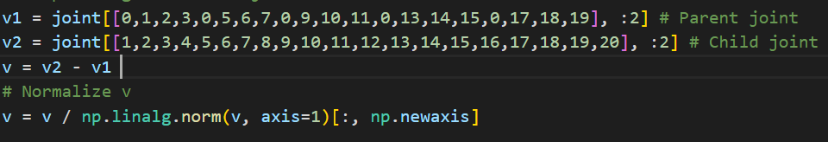 v1 = joint[[0,1,2,3,0,5,6,7,0,9,10,11,0,13,14,15,0,17,18,19], :2] # Parent joint
v2 = joint[[1,2,3,4,5,6,7,8,9,10,11,12,13,14,15,16,17,18,19,20], :2] # Child joint
v = v2 - v1
# Normalize v
v = v / np.linalg.norm(v, axis=1)[:, np.newaxis]